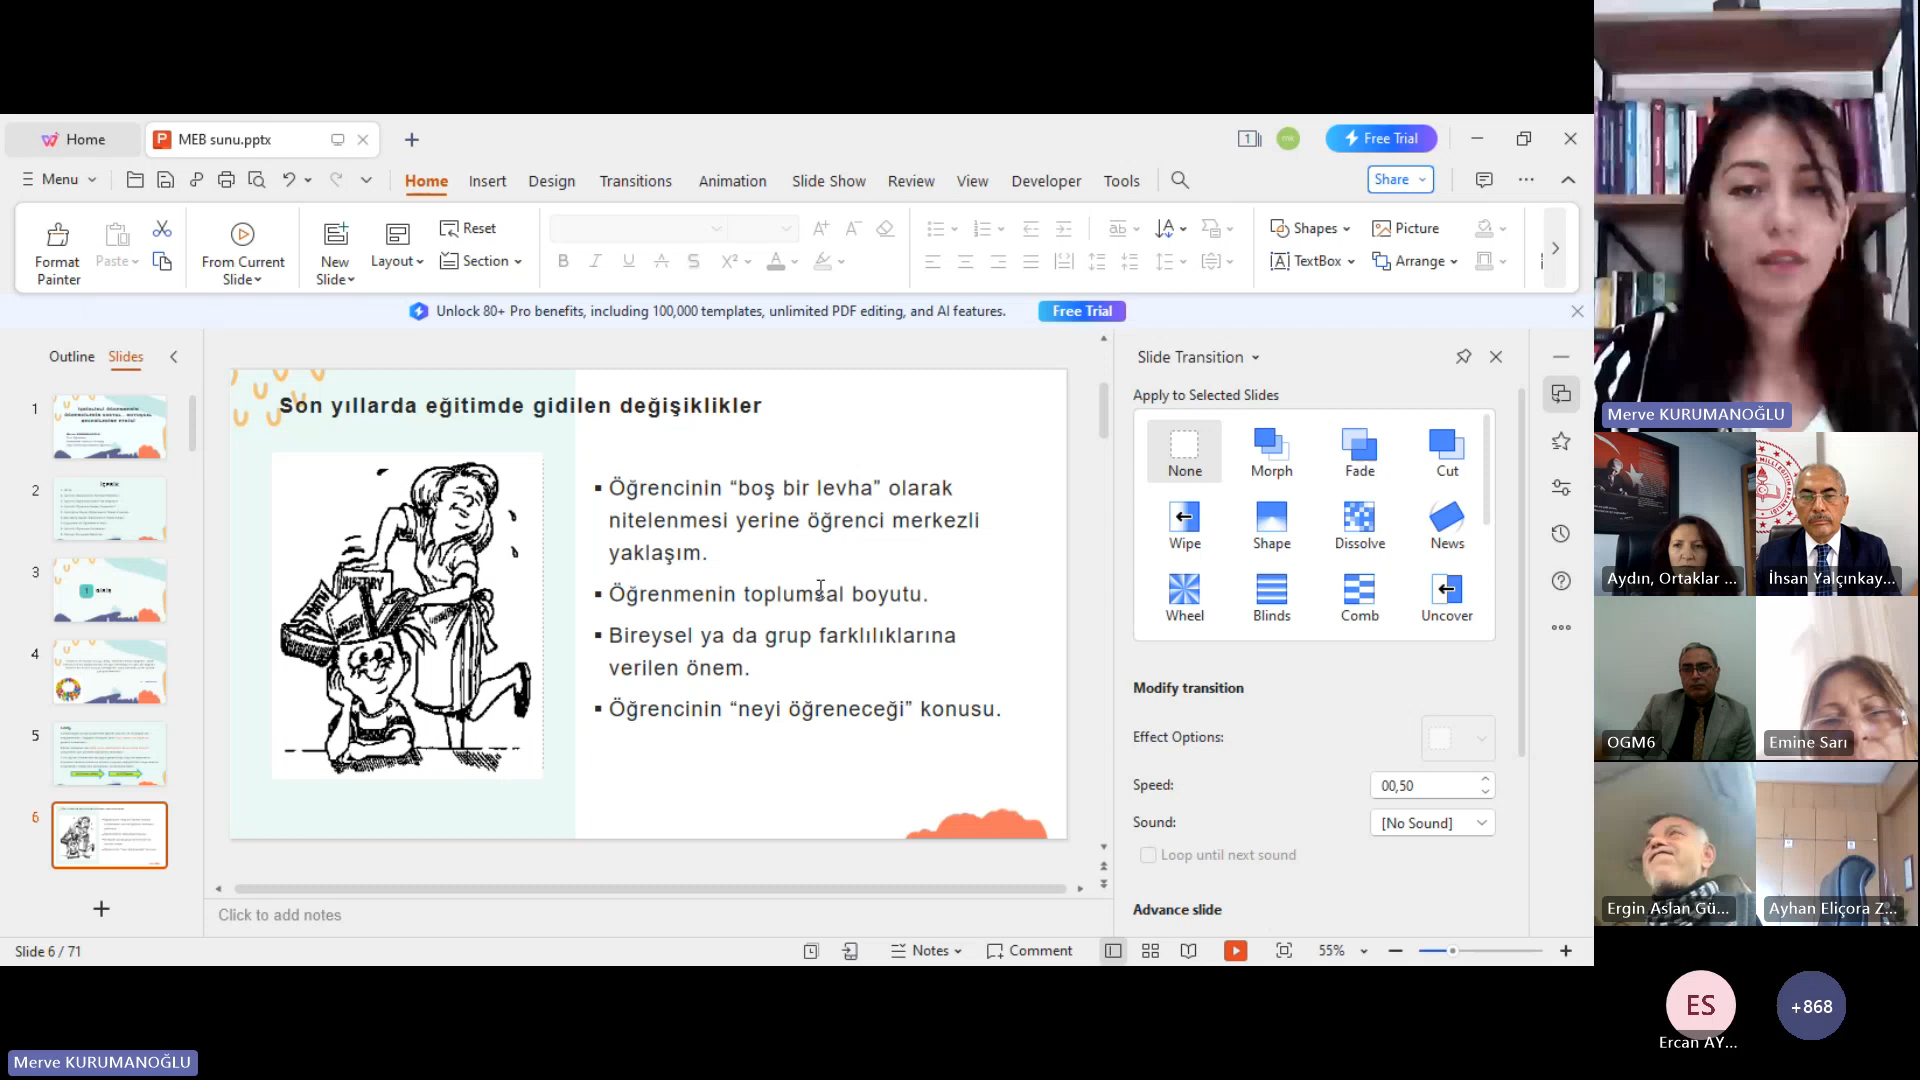 Home
MEB sunu.pptx
Free Trial
Menu
Home Insert Design Transitions Animation Slide Show Review View Developer Tools
Share
Format Painter
Paste
From Current Slide
New Slide
Layout
Reset
Section
Shapes
Picture
TextBox
Arrange
Unlock 80+ Pro benefits, including 100,000 templates, unlimited PDF editing, and AI features.
Free Trial
Outline Slides
1
2
3
4
5
6
Son yıllarda eğitimde gidilen değişiklikler
HISTORY
▪ Öğrencinin “boş bir levha” olarak
nitelenmesi yerine öğrenci merkezli
yaklaşım.
▪ Öğrenmenin toplumsal boyutu.
▪ Bireysel ya da grup farklılıklarına
verilen önem.
▪ Öğrencinin “neyi öğreneceği” konusu.
Slide Transition
Apply to Selected Slides
None Morph Fade Cut
Wipe Shape Dissolve News
Wheel Blinds Comb Uncover
Modify transition
Effect Options:
Speed: 00,50
Sound: [No Sound]
Loop until next sound
Advance slide
Click to add notes
Slide 6 / 71
Notes
Comment
55%
Merve KURUMANOĞLU
Aydın, Ortaklar ...
İhsan Yalçınkay...
OGM6
Emine Sarı
Ergin Aslan Gü...
Ayhan Eliçora Z...
ES
+868
Ercan AY...
Merve KURUMANOĞLU